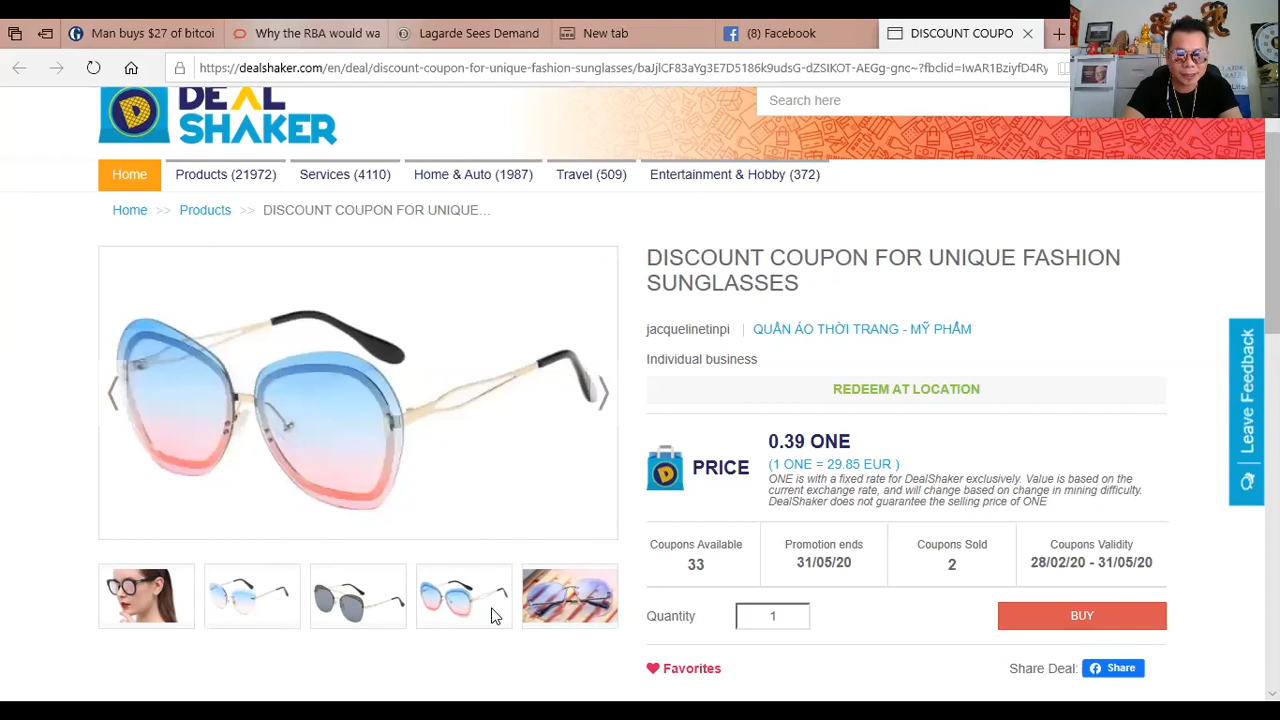 Man buys $27 of бitcoi
Why the RBA would wa
Lagarde Sees Demand
New tab
(8) Facebook
DISCOUNT COUPO
https://dealshaker.com/en/deal/discount-coupon-for-unique-fashion-sunglasses/baJjlCF83aYg3E7D5186k9udsG-dZSIKOT-AEGg-gnc~?fbclid=IwAR1BziyfD4Ry
DEAL
SHAKER
Search here
Home
Products (21972)
Services (4110)
Home & Auto (1987)
Travel (509)
Entertainment & Hobby (372)
Home >> Products >> DISCOUNT COUPON FOR UNIQUE...
DISCOUNT COUPON FOR UNIQUE FASHION
SUNGLASSES
jacquelinetinpi | QUẦN ÁO THỜI TRANG - MỸ PHẨM
Individual business
REDEEM AT LOCATION
PRICE
0.39 ONE
(1 ONE = 29.85 EUR )
ONE is with a fixed rate for DealShaker exclusively. Value is based on the
current exchange rate, and will change based on change in mining difficulty.
DealShaker does not guarantee the selling price of ONE
Coupons Available
33
Promotion ends
31/05/20
Coupons Sold
2
Coupons Validity
28/02/20 - 31/05/20
Quantity
1
BUY
Favorites
Share Deal:
Share
Leave Feedback